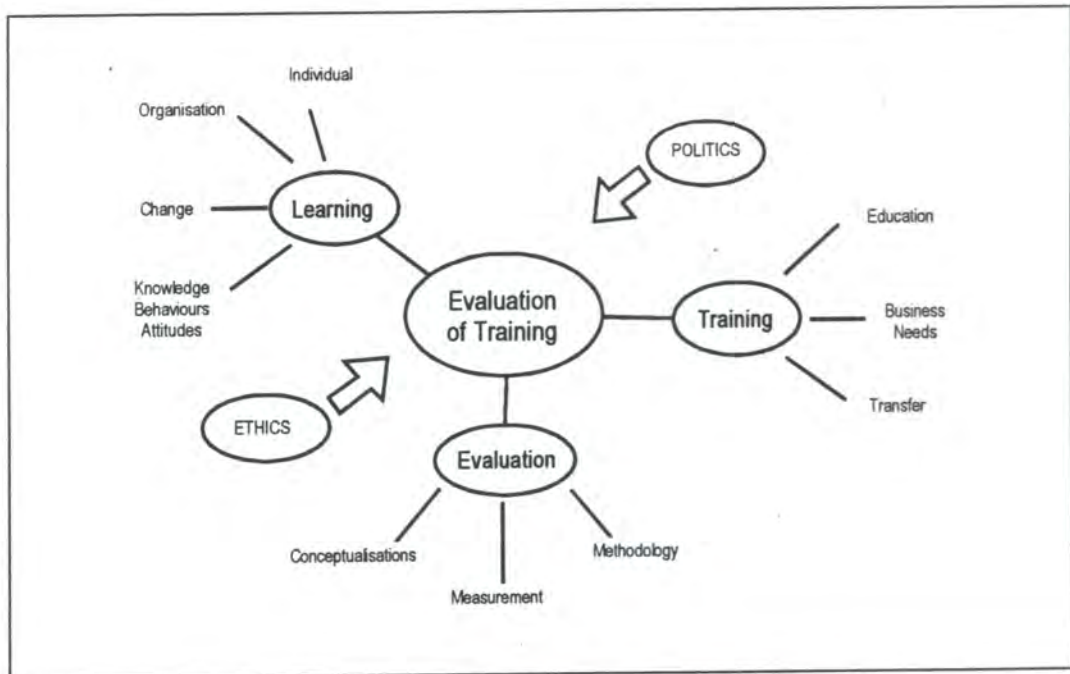 Individual
Organisation
POLITICS
Learning
Change
Education
Knowledge
Behaviours
Attitudes
Evaluation
of Training
Training
Business
Needs
Transfer
ETHICS
Evaluation
Conceptualisations
Methodology
Measurement